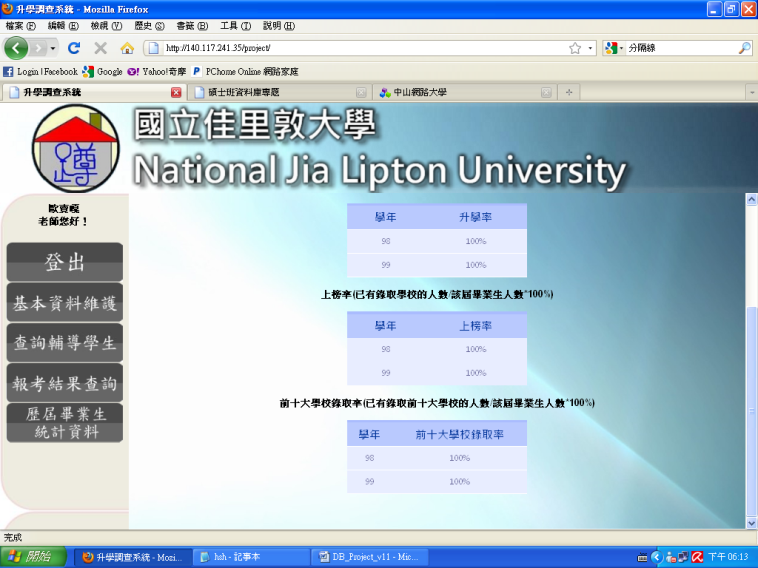 升學調查系統 - Mozilla Firefox
檔案(F) 編輯(E) 檢視(V) 歷史(S) 書籤(B) 工具(T) 說明(H)
http://140.117.241.35/project/
分隔線
Login | Facebook Google Yahoo!奇摩 PChome Online 網路家庭
升學調查系統 碩士班資料庫專題 中山網路大學
國立佳里敦大學
National Jia Lipton University
歐賣嘎
老師您好！
登出
基本資料維護
查詢輔導學生
報考結果查詢
歷屆畢業生
統計資料
學年 升學率
98 100%
99 100%
上榜率(已有錄取學校的人數/該屆畢業生人數*100%)
學年 上榜率
98 100%
99 100%
前十大學校錄取率(已有錄取前十大學校的人數/該屆畢業生人數*100%)
學年 前十大學校錄取率
98 100%
99 100%
完成
開始 升學調查系統 - Mozi... hsh - 記事本 DB_Project_v11 - Mic... 下午 06:13